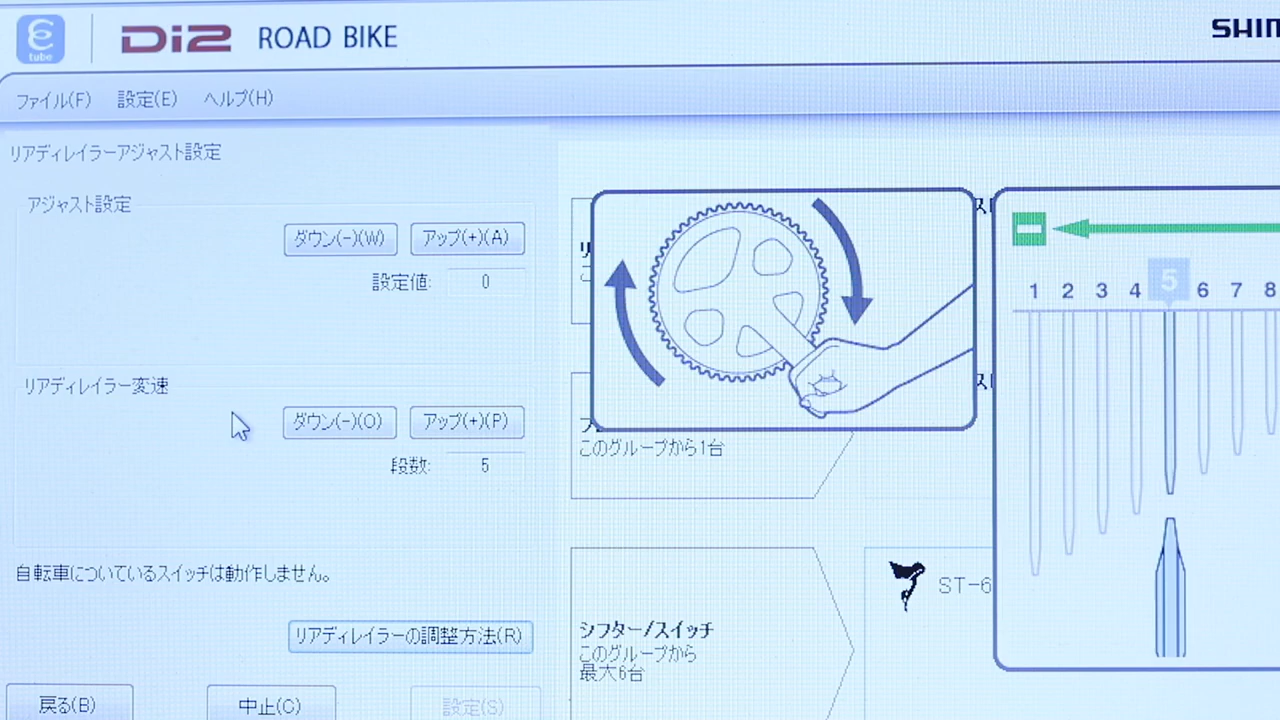 e tube
Di2 ROAD BIKE
ファイル(F) 設定(E) ヘルプ(H)
リアディレイラーアジャスト設定
アジャスト設定
ダウン(-)(W) アップ(+)(A)
設定値: 0
リアディレイラー変速
ダウン(-)(O) アップ(+)(P)
段数: 5
自転車についているスイッチは動作しません。
リアディレイラーの調整方法(R)
戻る(B) 中止(C) 設定(S)
このグループから1台
シフター/スイッチ
このグループから
最大6台
ST-6
1 2 3 4 5 6 7 8